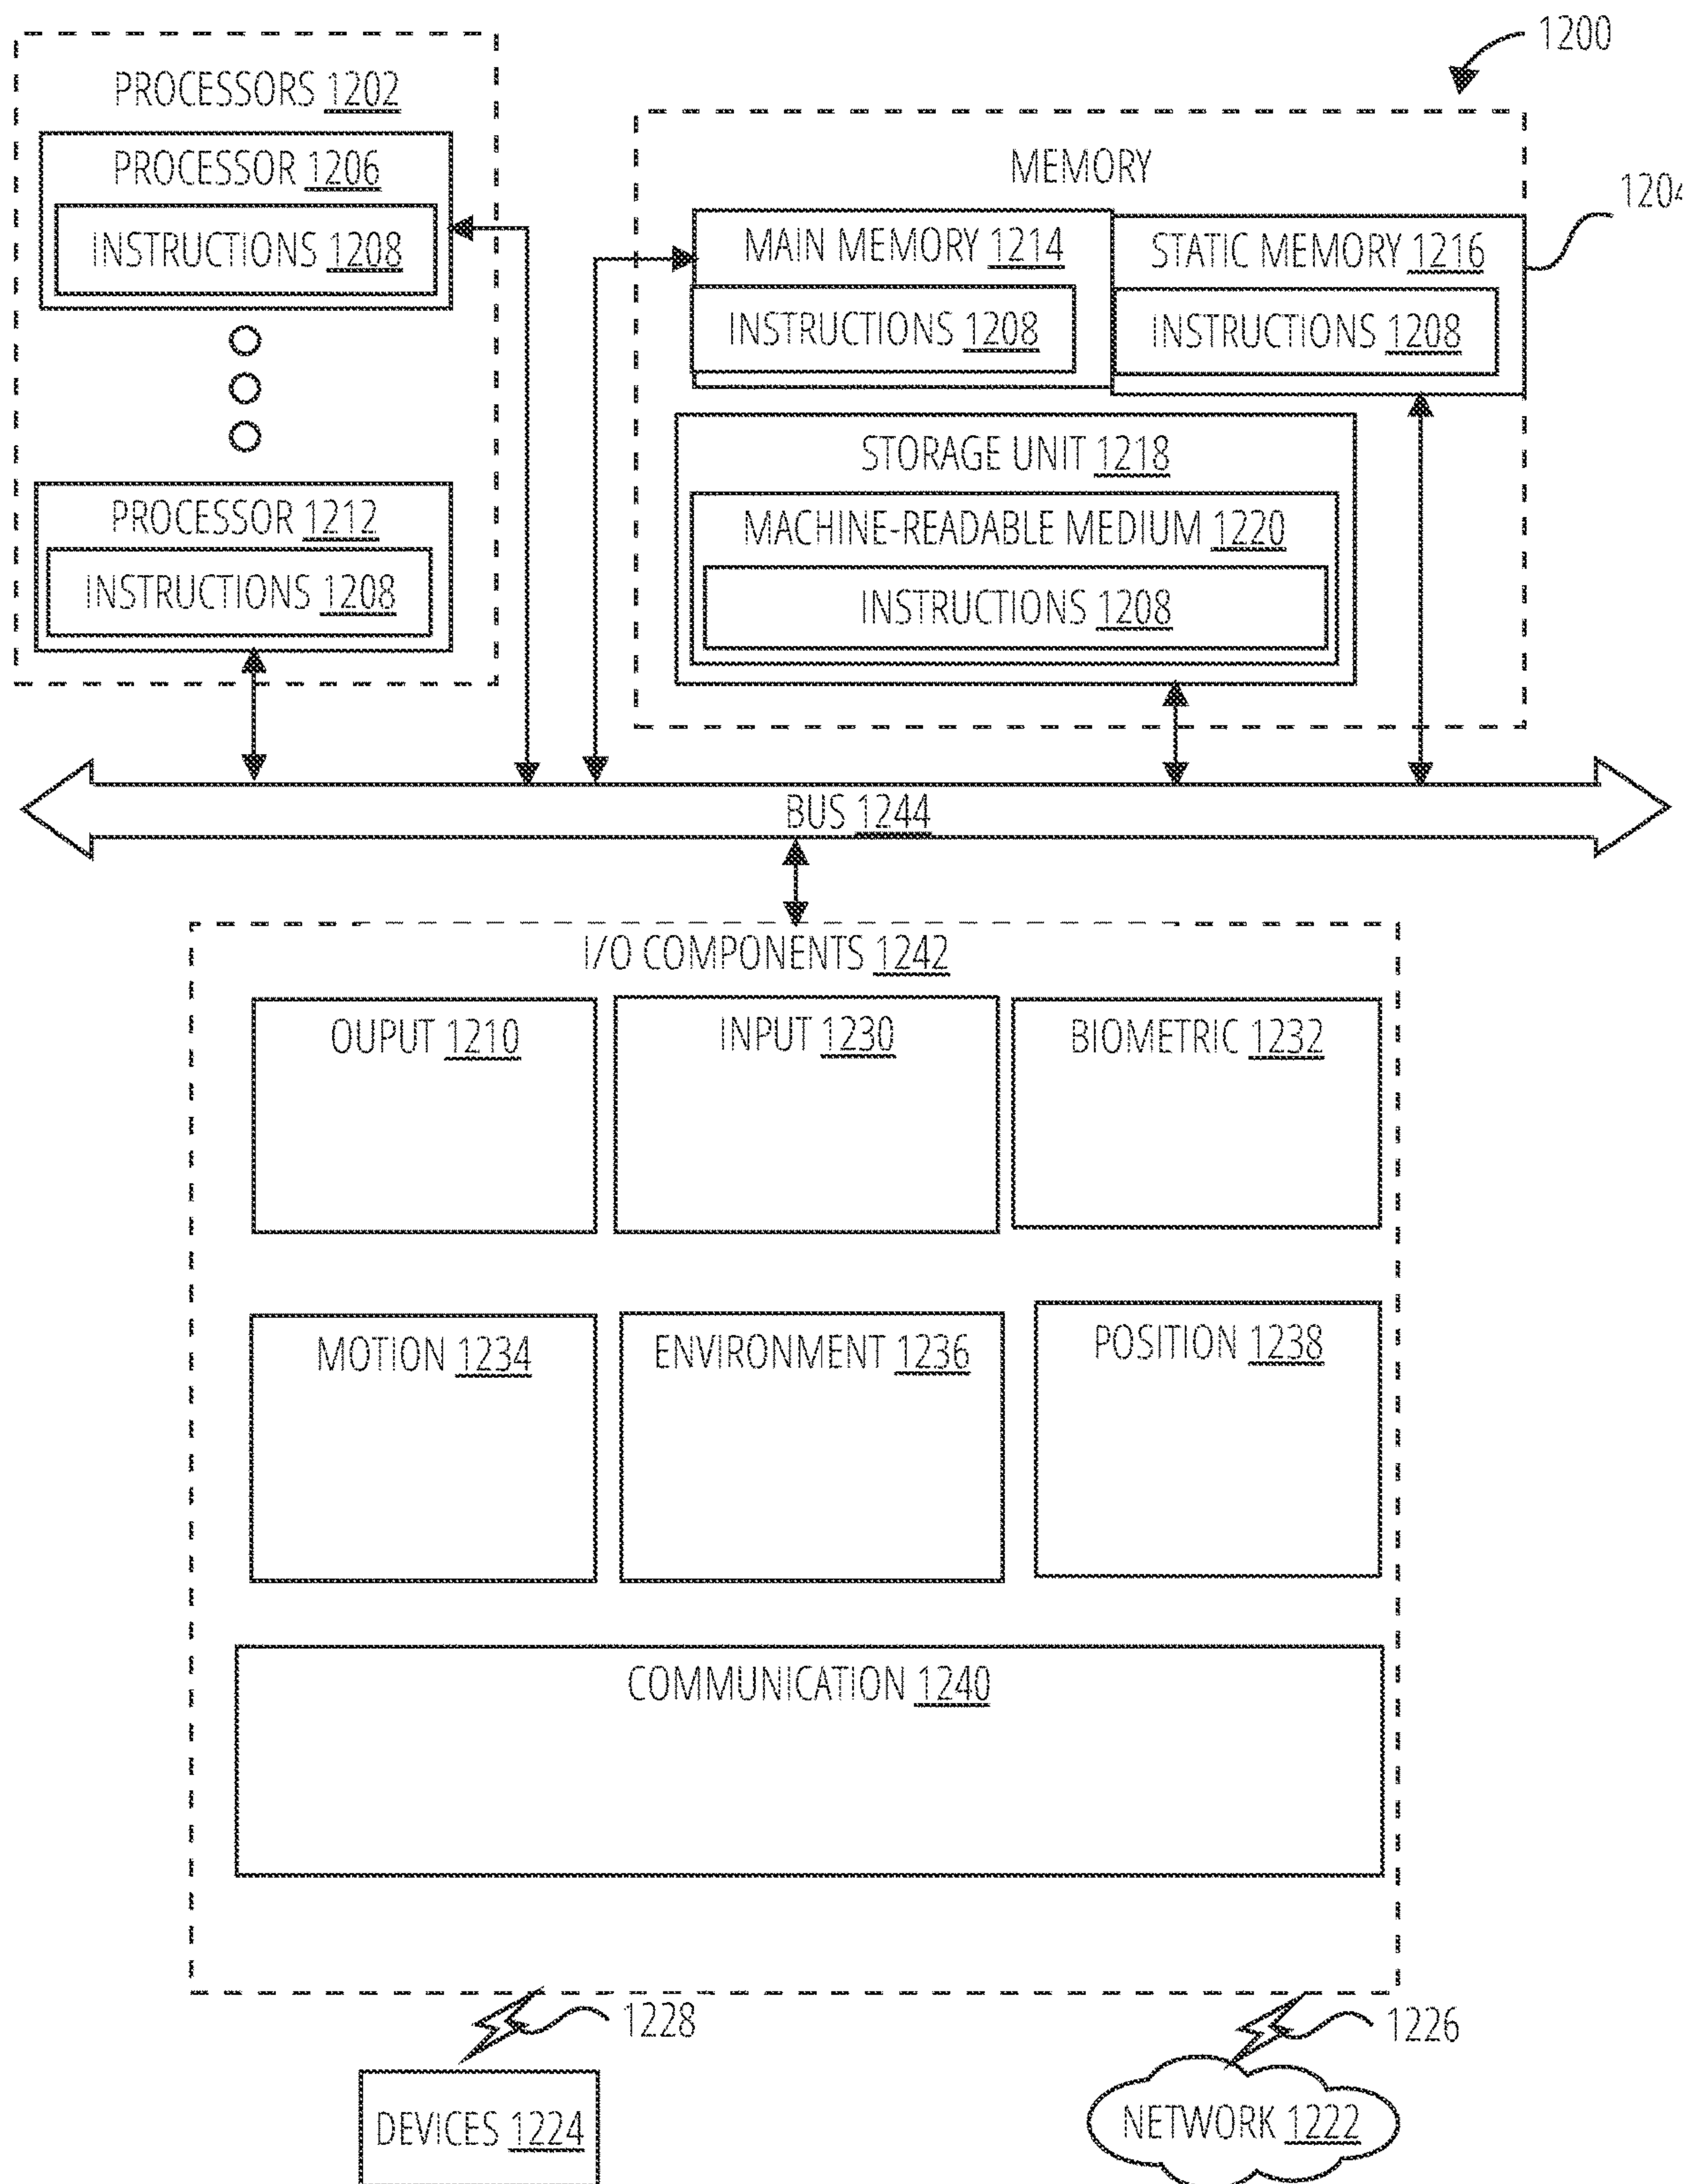 1200
PROCESSORS 1202
PROCESSOR 1206
INSTRUCTIONS 1208
PROCESSOR 1212
INSTRUCTIONS 1208
MEMORY
1204
MAIN MEMORY 1214
INSTRUCTIONS 1208
STATIC MEMORY 1216
INSTRUCTIONS 1208
STORAGE UNIT 1218
MACHINE-READABLE MEDIUM 1220
INSTRUCTIONS 1208
BUS 1244
I/O COMPONENTS 1242
OUPUT 1210
INPUT 1230
BIOMETRIC 1232
MOTION 1234
ENVIRONMENT 1236
POSITION 1238
COMMUNICATION 1240
1228
1226
DEVICES 1224
NETWORK 1222